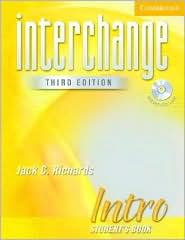 CAMBRIDGE
interchange
THIRD EDITION
Jack C. Richards
Intro
STUDENT'S BOOK